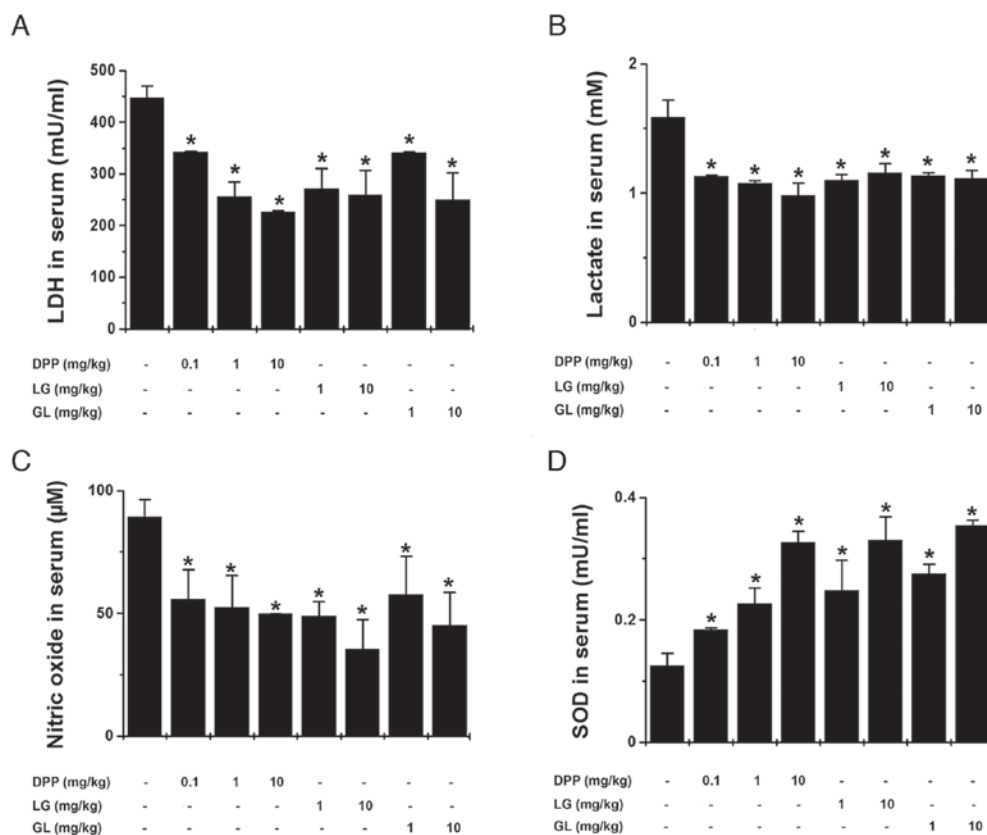 A
LDH in serum (mU/ml)
500
400
300
200
100
0
* * * * * * *
DPP (mg/kg) - 0.1 1 10 - - - -
LG (mg/kg) - - - - 1 10 - -
GL (mg/kg) - - - - - - 1 10
B
Lactate in serum (mM)
2
1
0
* * * * * * *
DPP (mg/kg) - 0.1 1 10 - - - -
LG (mg/kg) - - - - 1 10 - -
GL (mg/kg) - - - - - - 1 10
C
Nitric oxide in serum (µM)
100
50
0
* * * * * * *
DPP (mg/kg) - 0.1 1 10 - - - -
LG (mg/kg) - - - - 1 10 - -
GL (mg/kg) - - - - - - 1 10
D
SOD in serum (mU/ml)
0.4
0.2
0
* * * * * * *
DPP (mg/kg) - 0.1 1 10 - - - -
LG (mg/kg) - - - - 1 10 - -
GL (mg/kg) - - - - - - 1 10